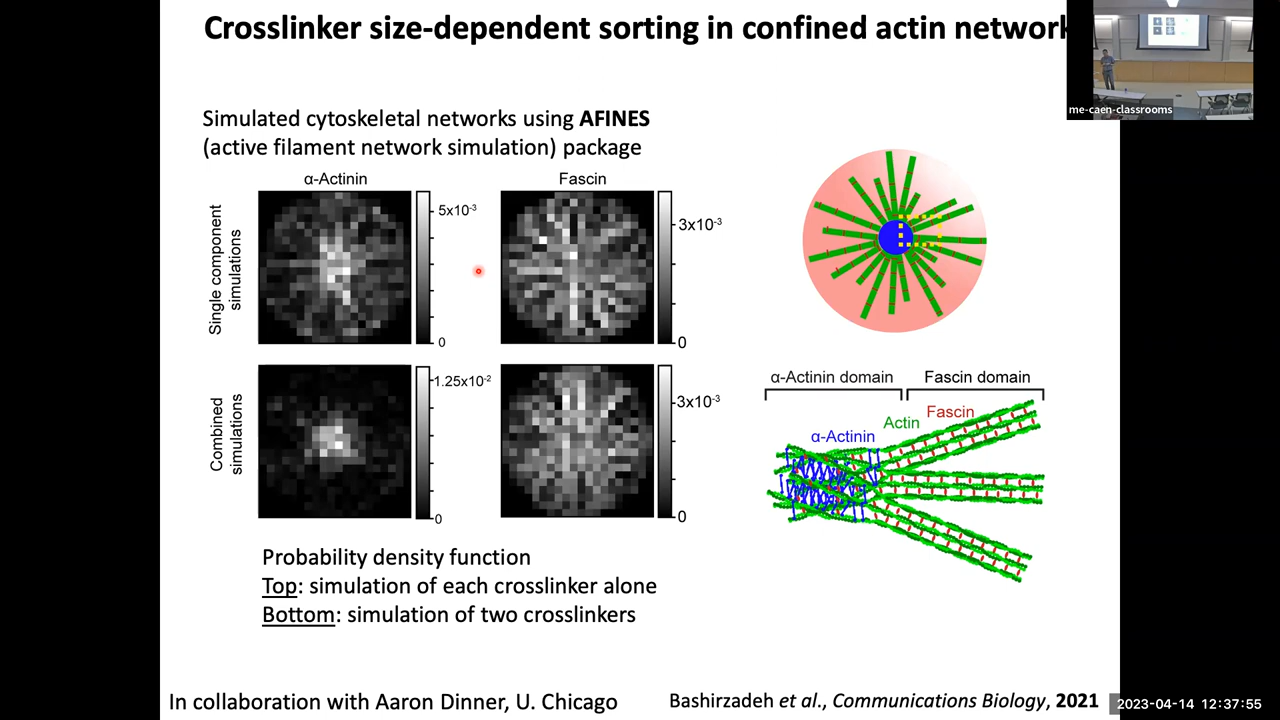 Crosslinker size-dependent sorting in confined actin network
me-caen-classrooms
Simulated cytoskeletal networks using AFINES
(active filament network simulation) package
α-Actinin
Fascin
Single component
simulations
5x10⁻³
0
3x10⁻³
0
Combined
simulations
1.25x10⁻²
0
3x10⁻³
0
α-Actinin domain
Fascin domain
Fascin
Actin
α-Actinin
Probability density function
Top: simulation of each crosslinker alone
Bottom: simulation of two crosslinkers
In collaboration with Aaron Dinner, U. Chicago
Bashirzadeh et al., Communications Biology, 2021
2023-04-14 12:37:55